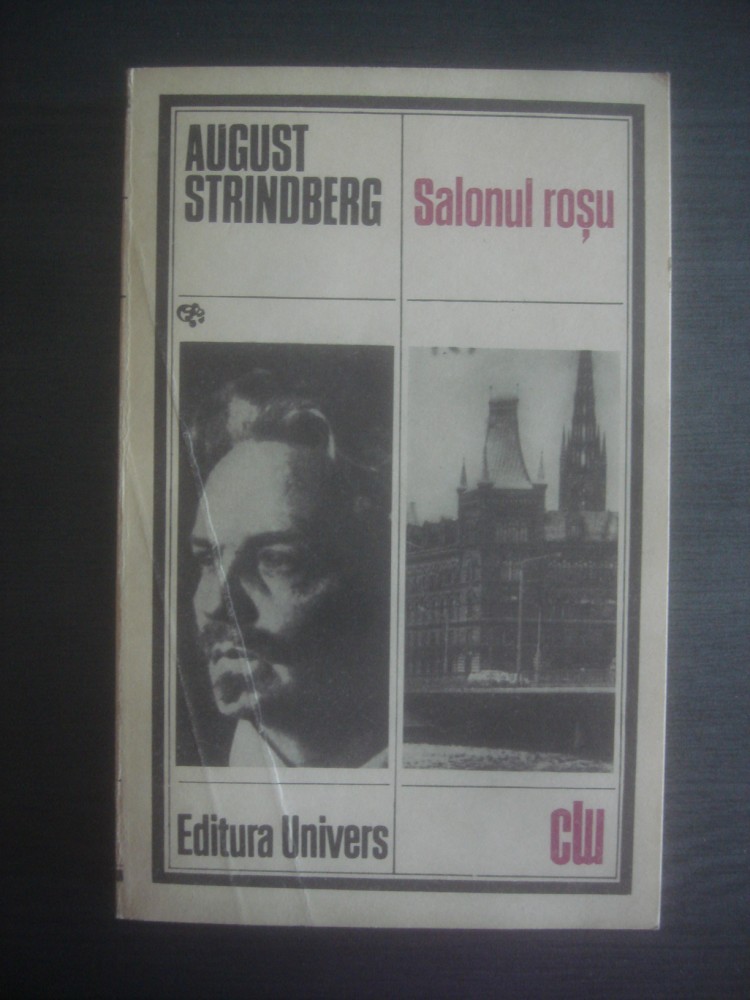 AUGUST
STRINDBERG
Salonul roșu
Editura Univers
clu